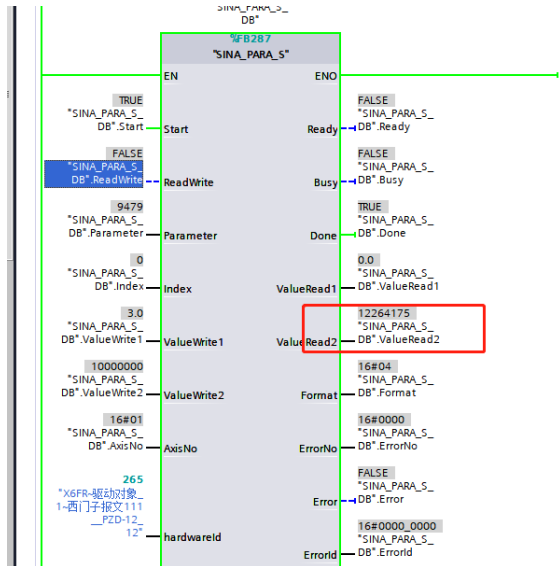 "SINA_PARA_S_
DB"
%FB287
"SINA_PARA_S"
EN
ENO
TRUE
"SINA_PARA_S_
DB".Start
Start
Ready
FALSE
"SINA_PARA_S_
DB".Ready
FALSE
"SINA_PARA_S_
DB".ReadWrite
ReadWrite
Busy
FALSE
"SINA_PARA_S_
DB".Busy
9479
"SINA_PARA_S_
DB".Parameter
Parameter
Done
TRUE
"SINA_PARA_S_
DB".Done
0
"SINA_PARA_S_
DB".Index
Index
ValueRead1
0.0
"SINA_PARA_S_
DB".ValueRead1
3.0
"SINA_PARA_S_
DB".ValueWrite1
ValueWrite1
ValueRead2
12264175
"SINA_PARA_S_
DB".ValueRead2
10000000
"SINA_PARA_S_
DB".ValueWrite2
ValueWrite2
Format
16#04
"SINA_PARA_S_
DB".Format
16#01
"SINA_PARA_S_
DB".AxisNo
AxisNo
ErrorNo
16#0000
"SINA_PARA_S_
DB".ErrorNo
265
"X6FR~驱动对象_
1~西门子报文111
__PZD-12_
12"
hardwareId
Error
FALSE
"SINA_PARA_S_
DB".Error
ErrorId
16#0000_0000
"SINA_PARA_S_
DB".ErrorId